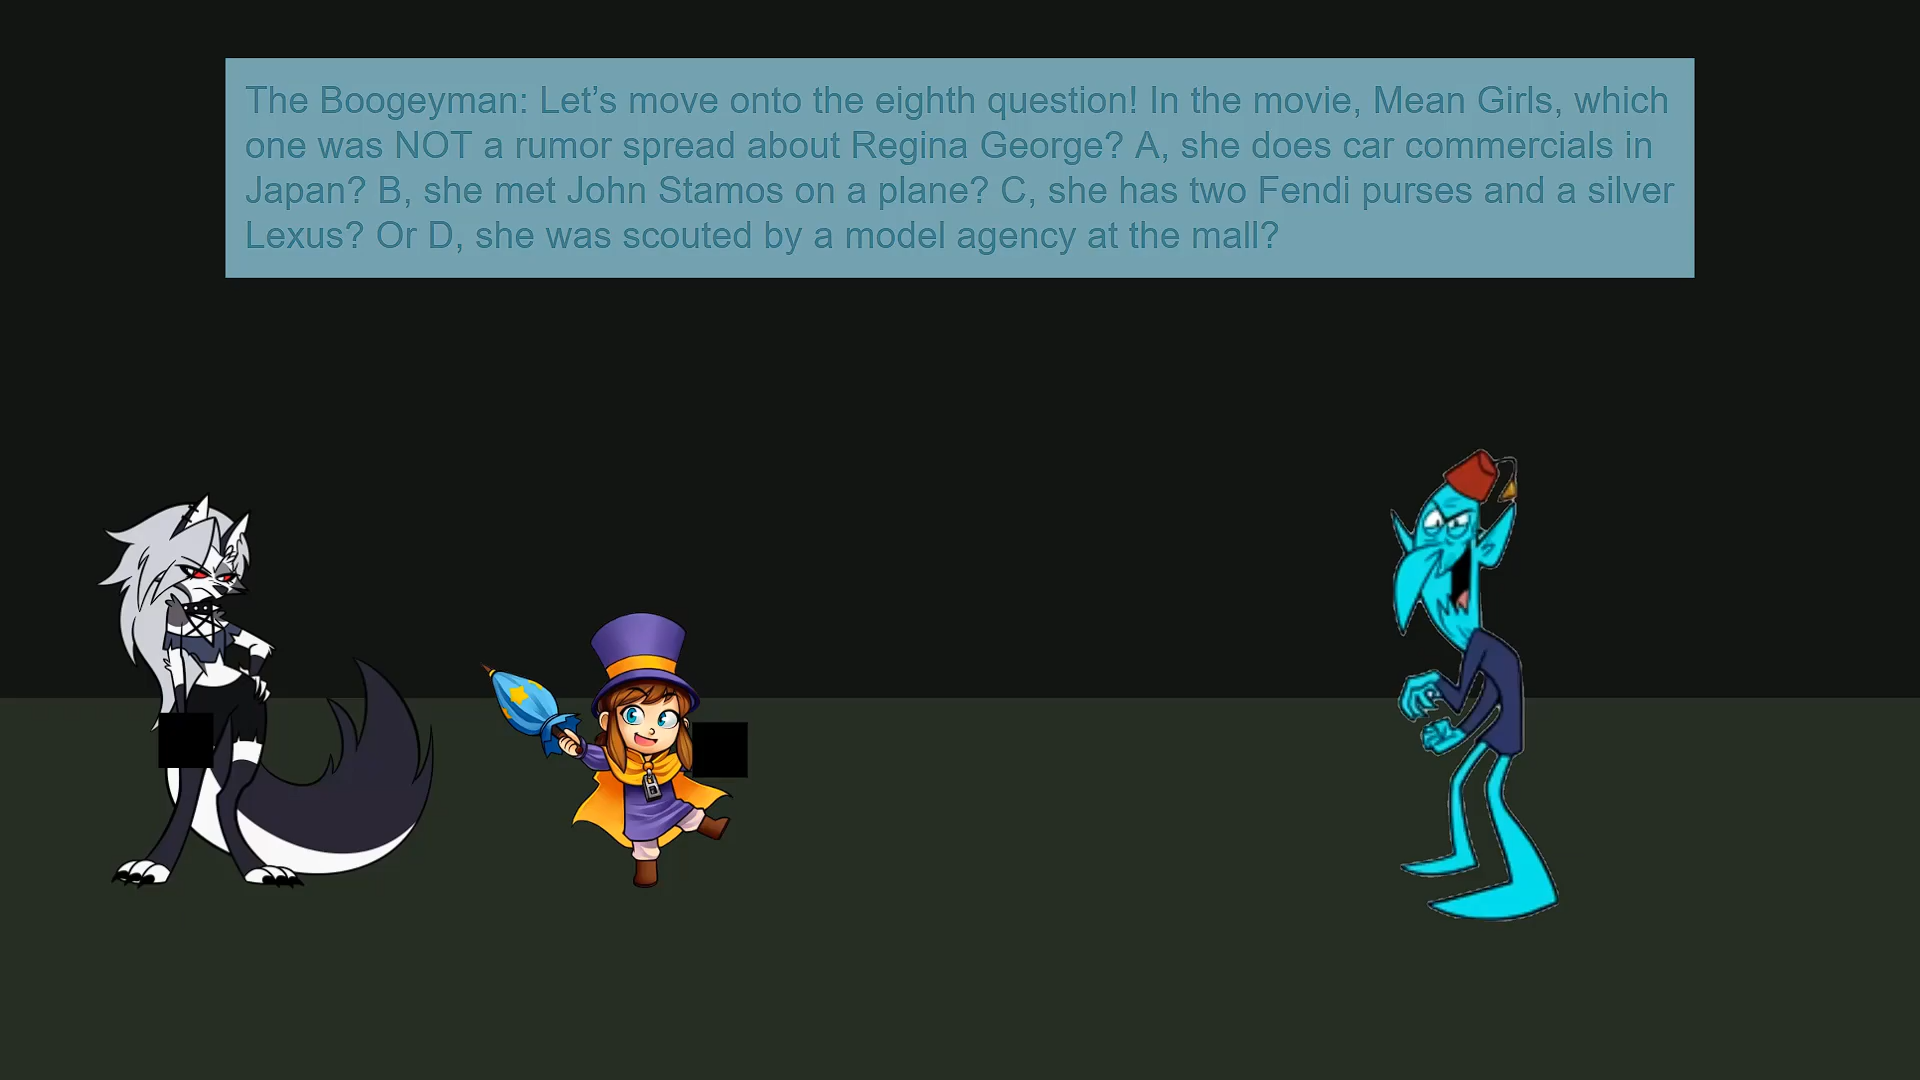 The Boogeyman: Let’s move onto the eighth question! In the movie, Mean Girls, which
one was NOT a rumor spread about Regina George? A, she does car commercials in
Japan? B, she met John Stamos on a plane? C, she has two Fendi purses and a silver
Lexus? Or D, she was scouted by a model agency at the mall?